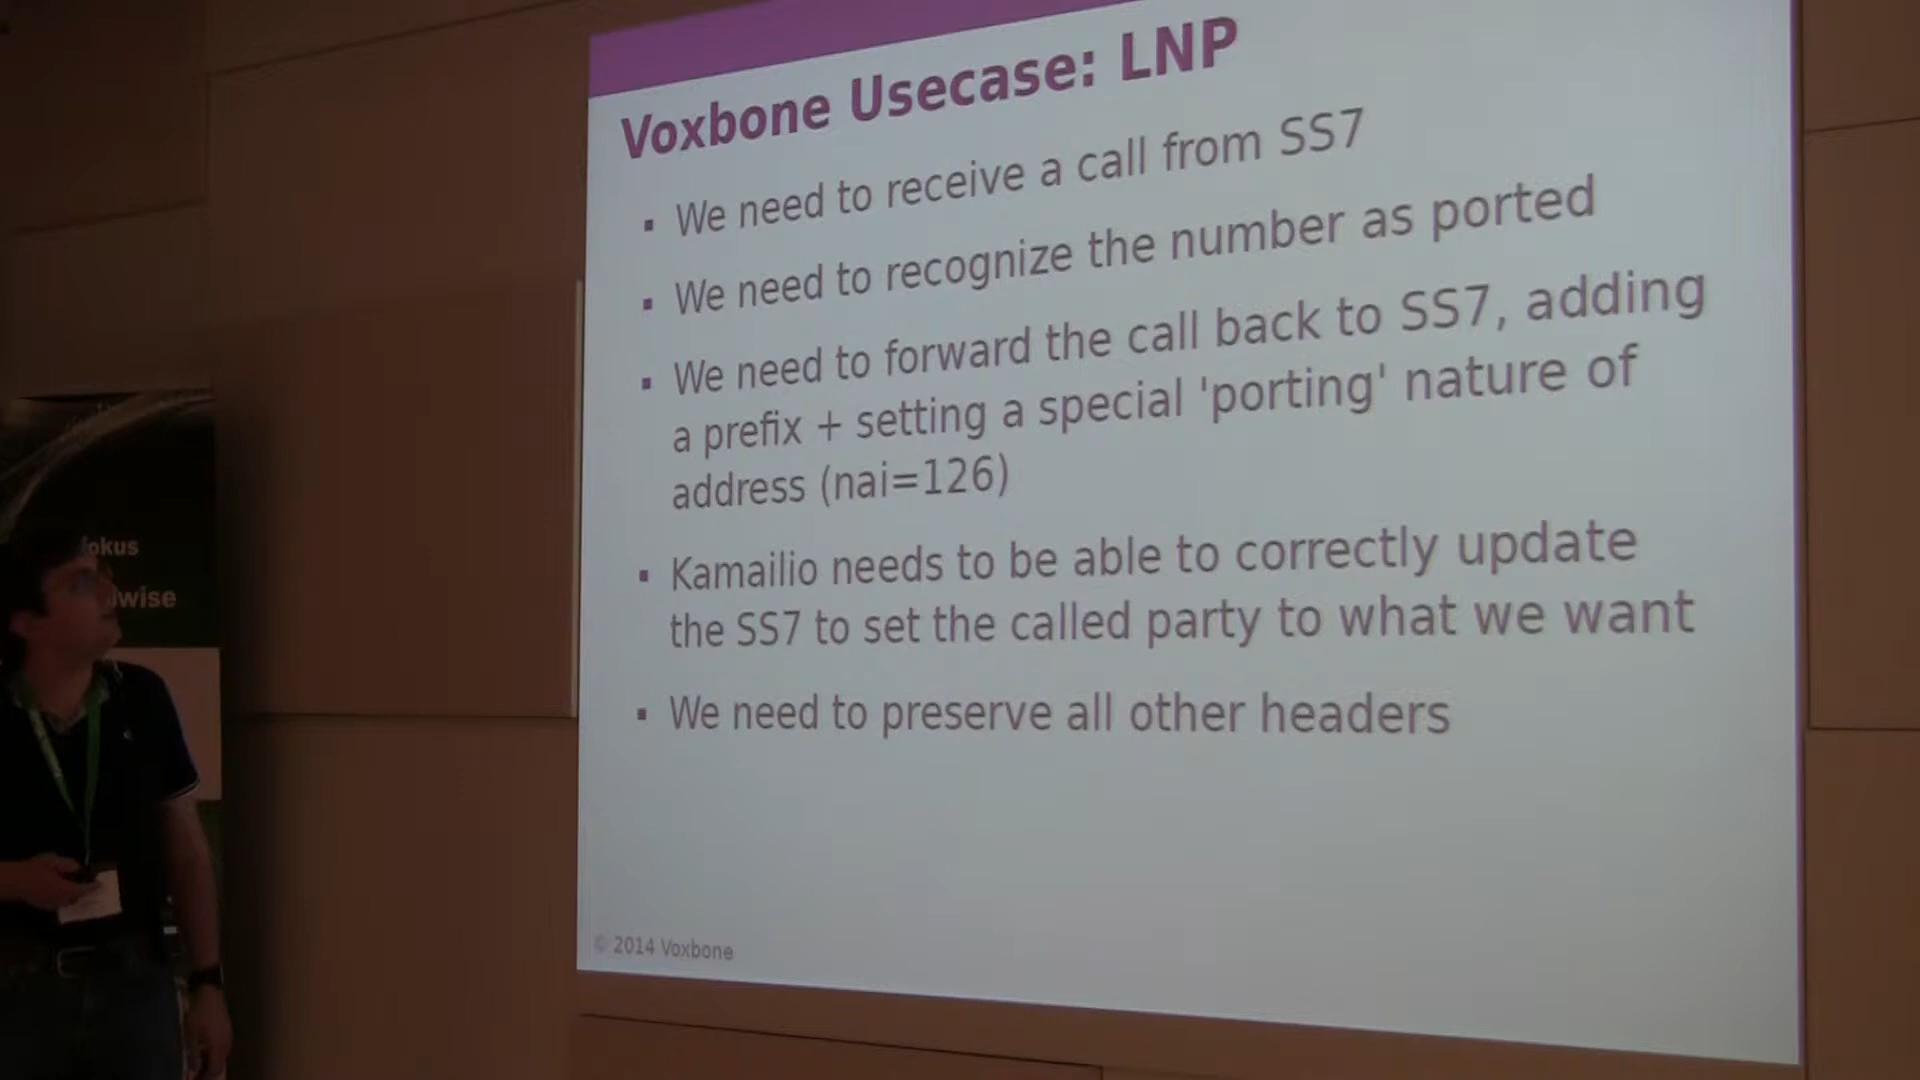 Voxbone Usecase: LNP
▪ We need to receive a call from SS7
▪ We need to recognize the number as ported
▪ We need to forward the call back to SS7, adding
a prefix + setting a special 'porting' nature of
address (nai=126)
▪ Kamailio needs to be able to correctly update
the SS7 to set the called party to what we want
▪ We need to preserve all other headers
© 2014 Voxbone
fokus